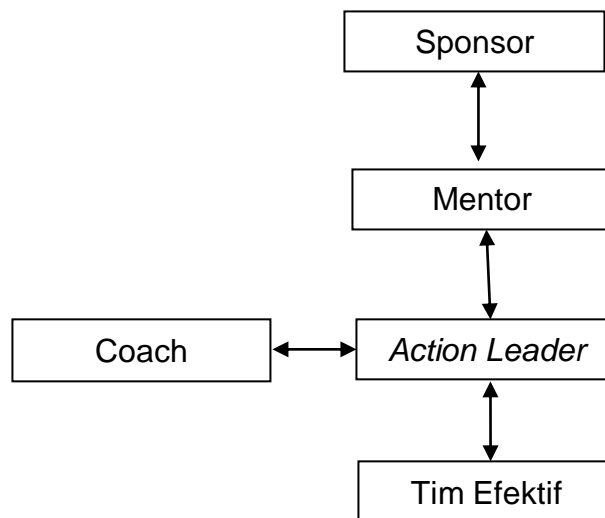 Sponsor
Mentor
Coach
Action Leader
Tim Efektif